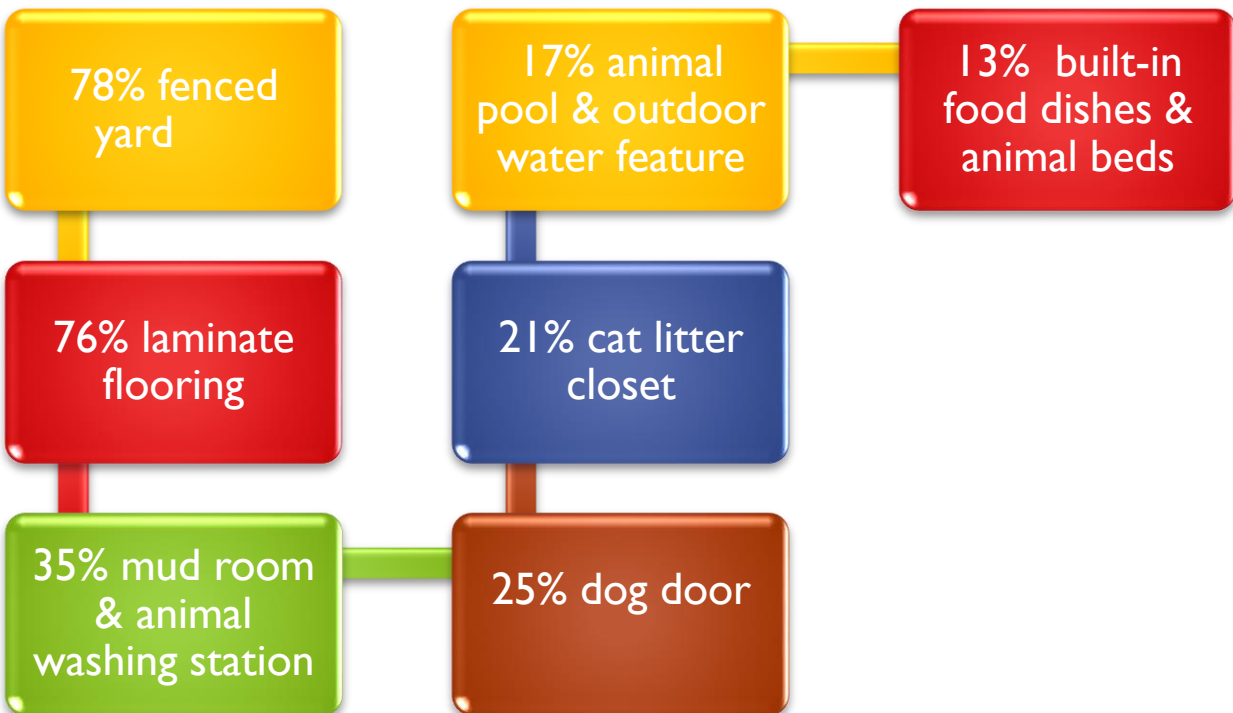 78% fenced
yard
76% laminate
flooring
35% mud room
& animal
washing station
25% dog door
21% cat litter
closet
17% animal
pool & outdoor
water feature
13% built-in
food dishes &
animal beds